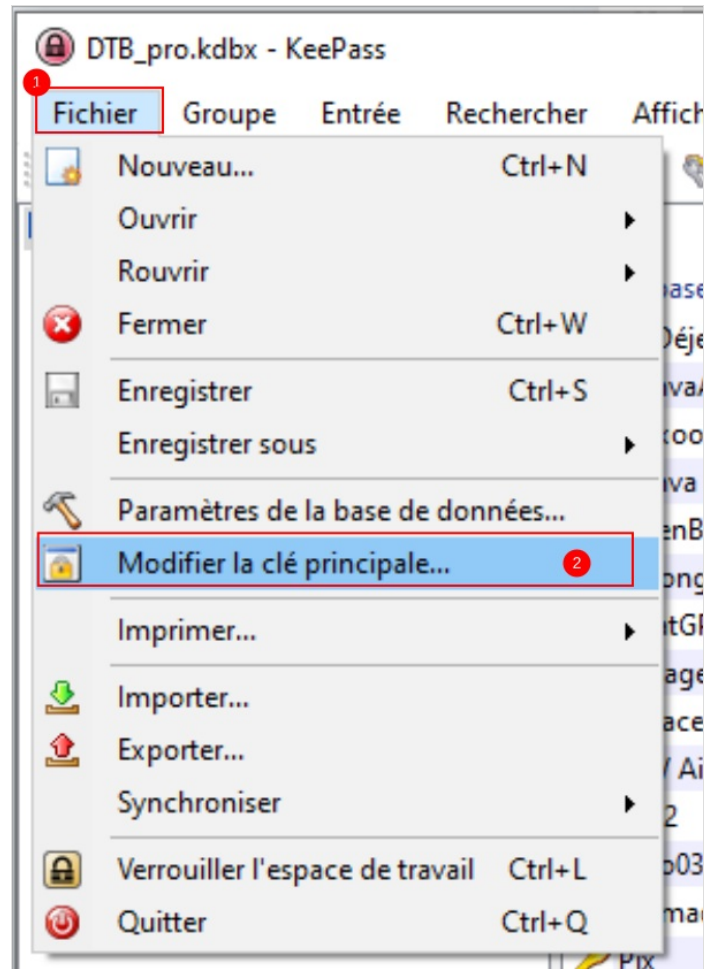 DTB_pro.kdbx - KeePass
1
Fichier Groupe Entrée Rechercher
Nouveau... Ctrl+N
Ouvrir
Rouvrir
Fermer Ctrl+W
Enregistrer Ctrl+S
Enregistrer sous
Paramètres de la base de données...
Modifier la clé principale... 2
Imprimer...
Importer...
Exporter...
Synchroniser
Verrouiller l'espace de travail Ctrl+L
Quitter Ctrl+Q
Pix